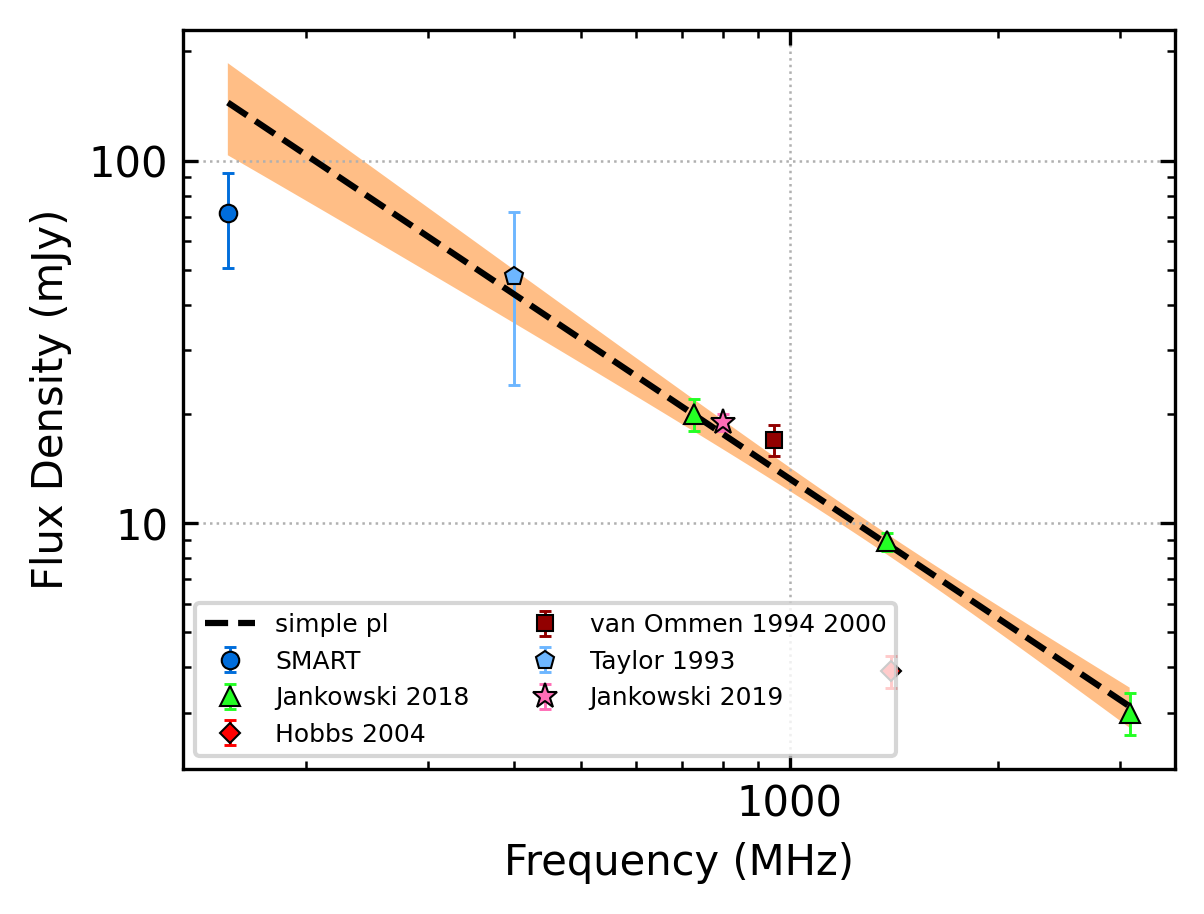 Flux Density (mJy)
100
10
simple pl
SMART
Jankowski 2018
Hobbs 2004
van Ommen 1994 2000
Taylor 1993
Jankowski 2019
1000
Frequency (MHz)